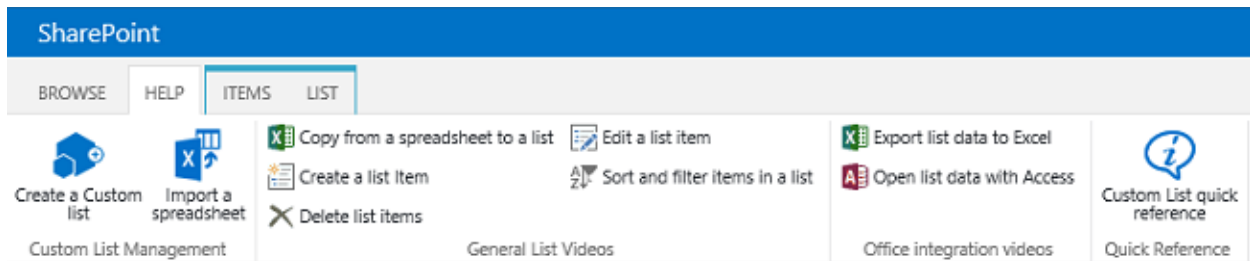 SharePoint
BROWSE HELP ITEMS LIST
Create a Custom
list
Import a
spreadsheet
Custom List Management
Copy from a spreadsheet to a list
Create a list Item
Delete list items
Edit a list item
Sort and filter items in a list
General List Videos
Export list data to Excel
Open list data with Access
Office integration videos
Custom List quick
reference
Quick Reference